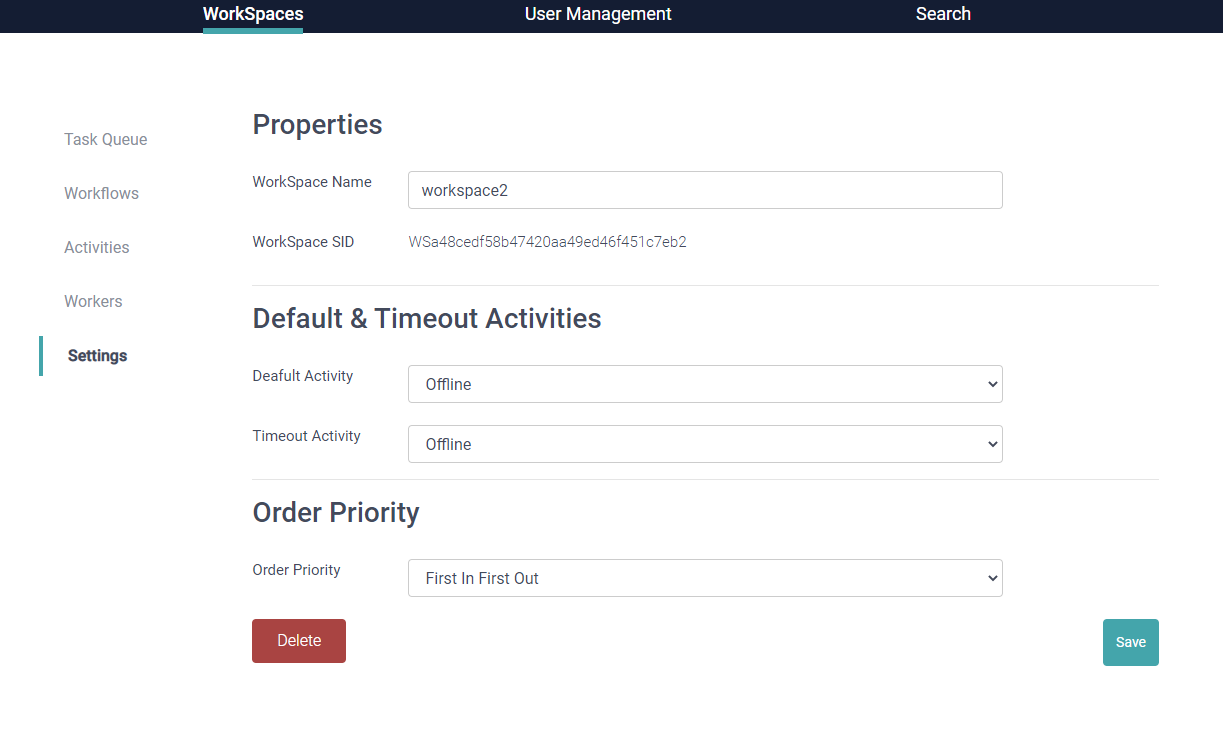 WorkSpaces User Management Search
Task Queue
Workflows
Activities
Workers
Settings
Properties
WorkSpace Name workspace2
WorkSpace SID WSa48cedf58b47420aa49ed46f451c7eb2
Default & Timeout Activities
Deafult Activity Offline
Timeout Activity Offline
Order Priority
Order Priority First In First Out
Delete Save